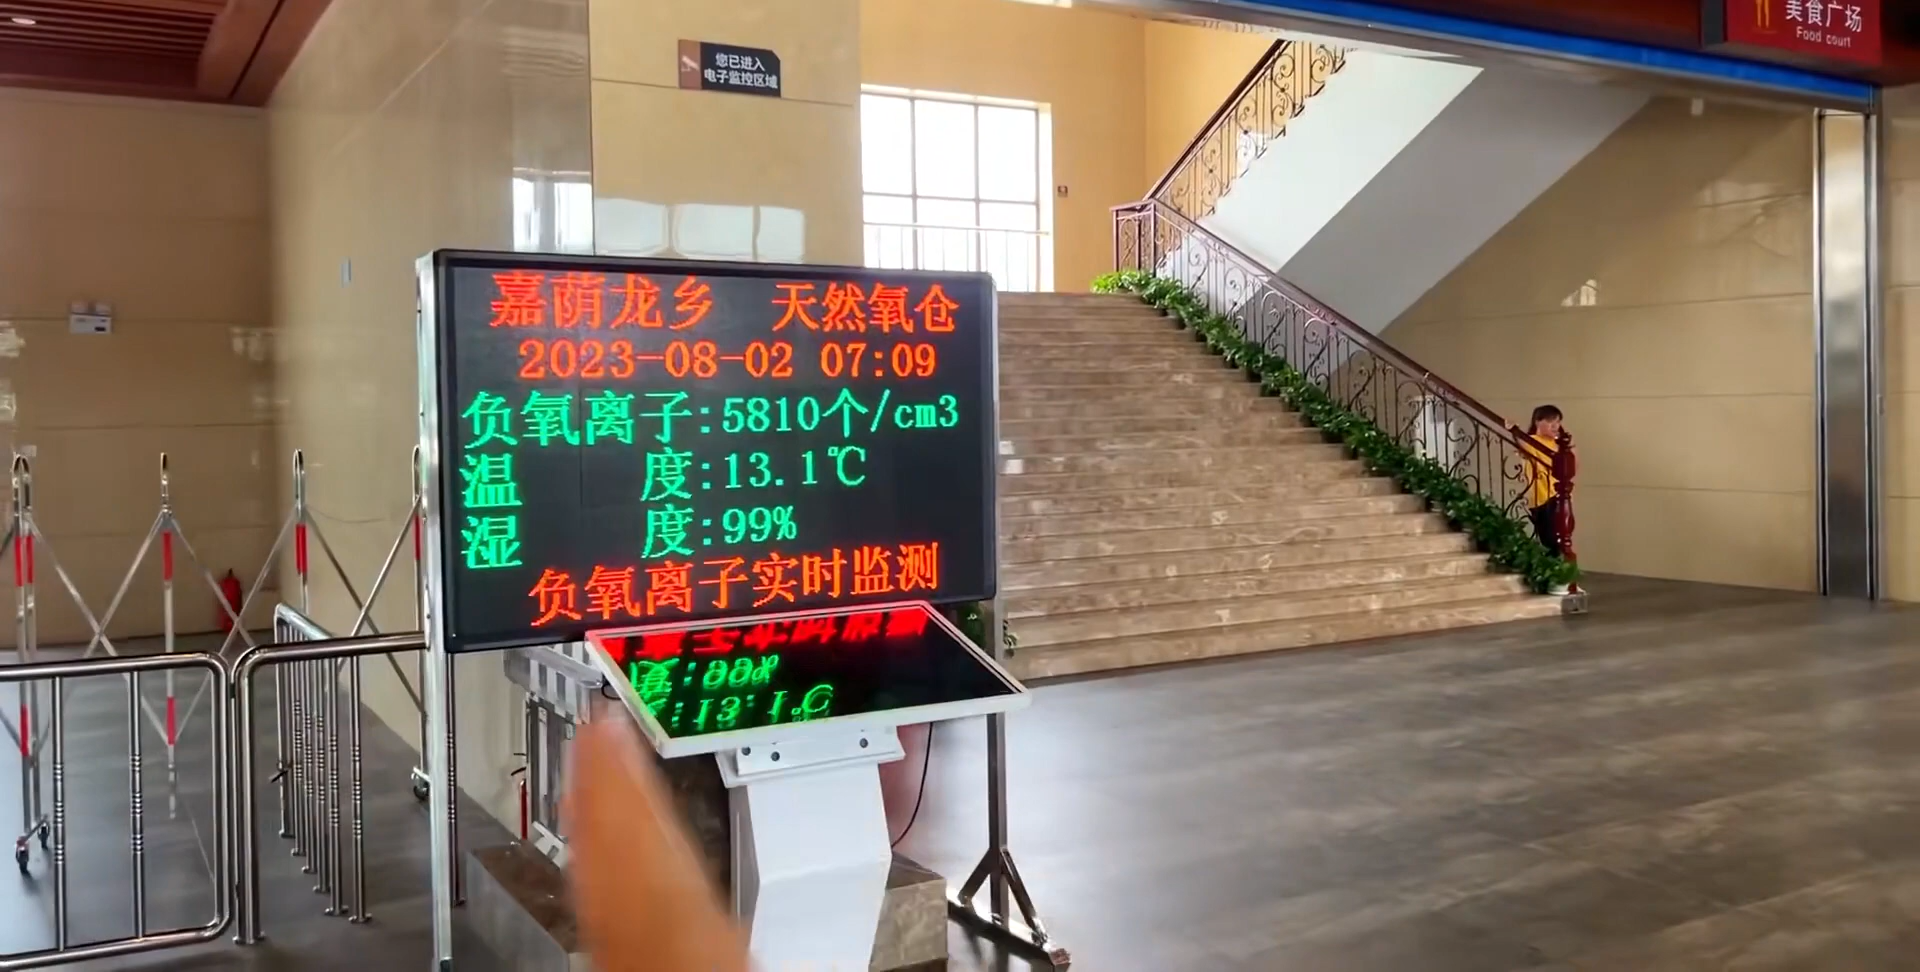 您已进入
电子监控区域
美食广场
Food court
嘉荫龙乡 天然氧仓
2023-08-02 07:09
负氧离子:5810个/cm3
温 度:13.1℃
湿 度:99%
负氧离子实时监测